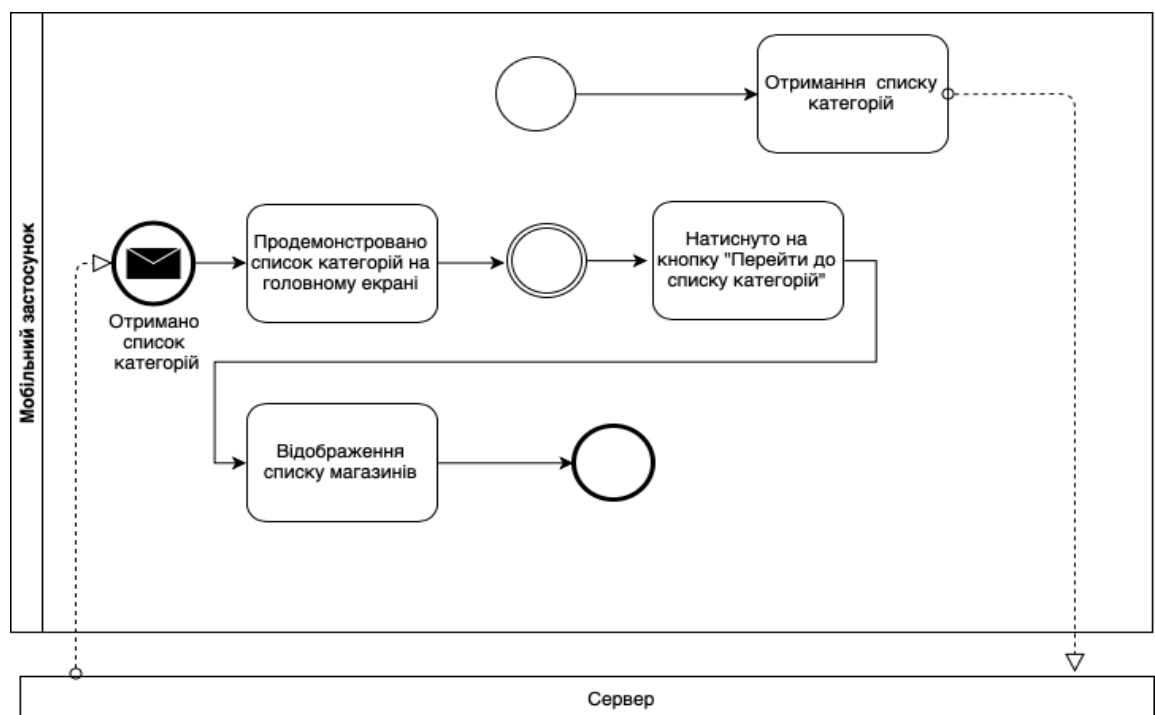 Мобільний застосунок
Отримання списку
категорій
Отримано
список
категорій
Продемонстровано
список категорій на
головному екрані
Натиснуто на
кнопку "Перейти до
списку категорій"
Відображення
списку магазинів
Сервер